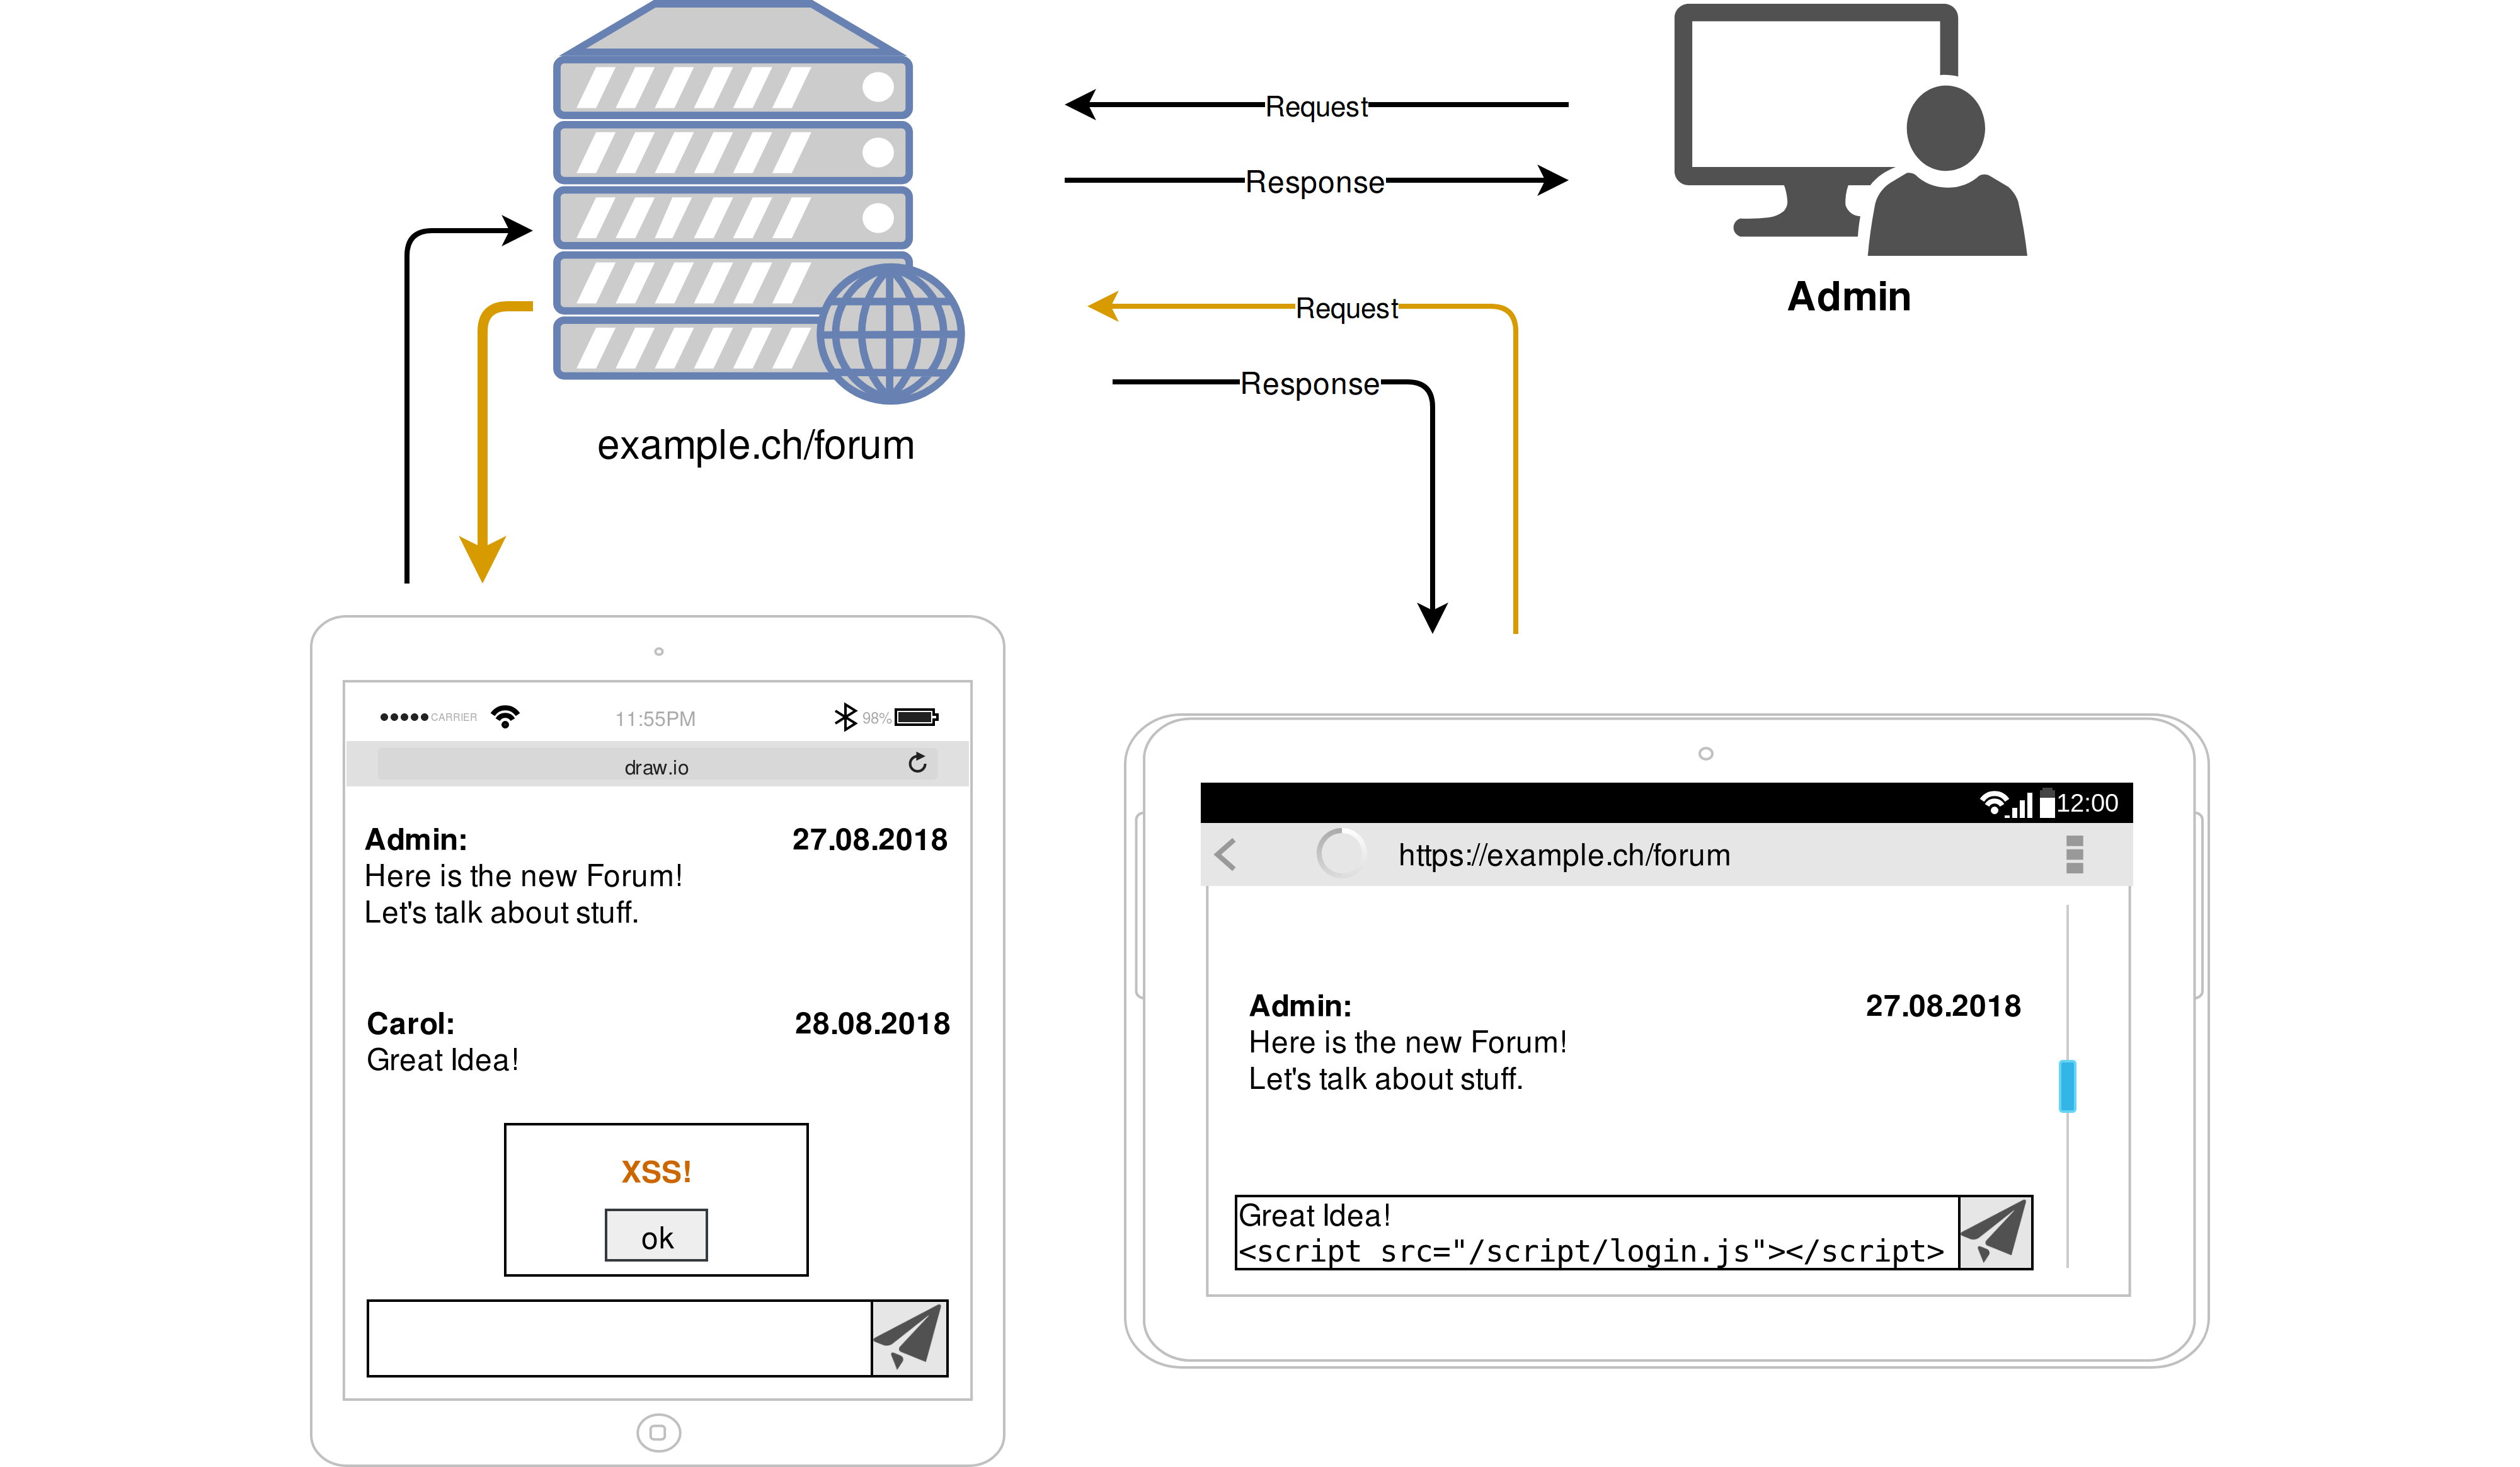 Request
Response
Admin
Request
Response
example.ch/forum
CARRIER 11:55PM 98%
draw.io
Admin: 27.08.2018
Here is the new Forum!
Let's talk about stuff.
Carol: 28.08.2018
Great Idea!
XSS!
ok
12:00
https://example.ch/forum
Admin: 27.08.2018
Here is the new Forum!
Let's talk about stuff.
Great Idea!
<script src="/script/login.js"></script>